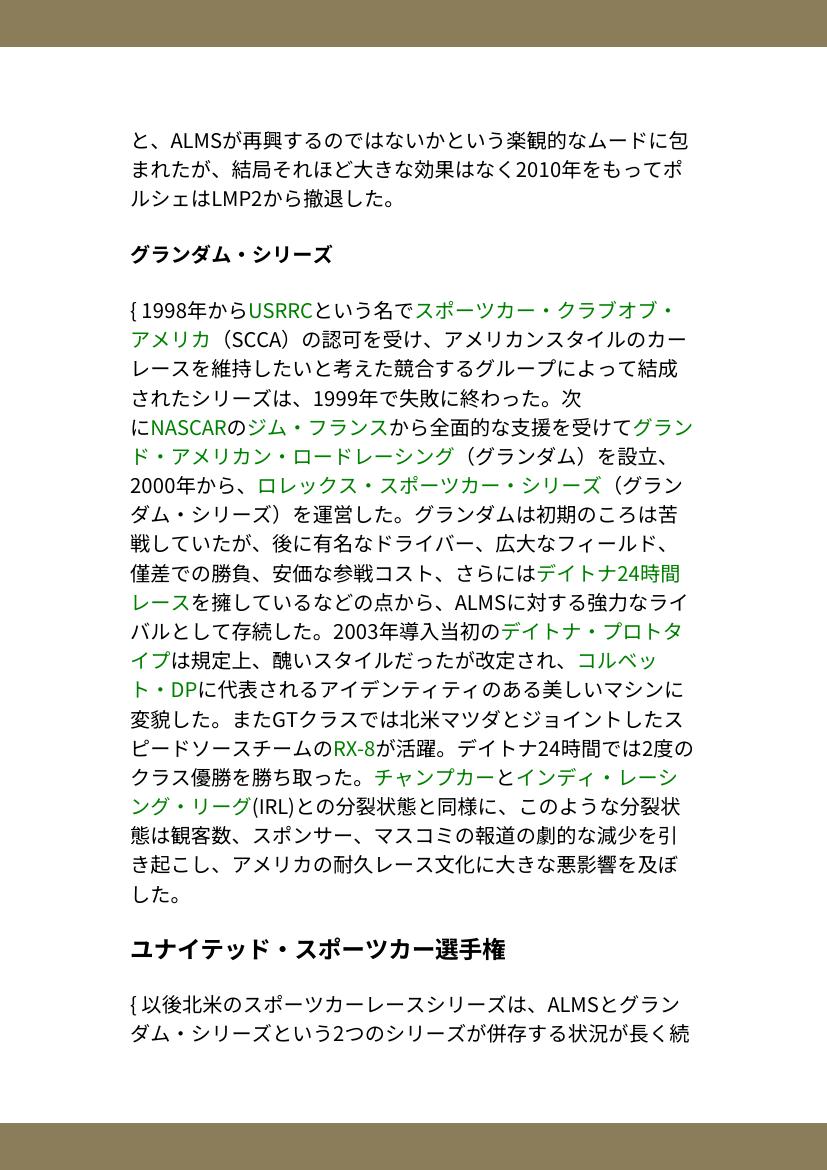 と、ALMSが再興するのではないかという楽観的なムードに包
まれたが、結局それほど大きな効果はなく2010年をもってポ
ルシェはLMP2から撤退した。
グランダム・シリーズ
{ 1998年からUSRRCという名でスポーツカー・クラブオブ・
アメリカ（SCCA）の認可を受け、アメリカンスタイルのカー
レースを維持したいと考えた競合するグループによって結成
されたシリーズは、1999年で失敗に終わった。次
にNASCARのジム・フランスから全面的な支援を受けてグラン
ド・アメリカン・ロードレーシング（グランダム）を設立、
2000年から、ロレックス・スポーツカー・シリーズ（グラン
ダム・シリーズ）を運営した。グランダムは初期のころは苦
戦していたが、後に有名なドライバー、広大なフィールド、
僅差での勝負、安価な参戦コスト、さらにはデイトナ24時間
レースを擁しているなどの点から、ALMSに対する強力なライ
バルとして存続した。2003年導入当初のデイトナ・プロトタ
イプは規定上、醜いスタイルだったが改定され、コルベッ
ト・DPに代表されるアイデンティティのある美しいマシンに
変貌した。またGTクラスでは北米マツダとジョイントしたス
ピードソースチームのRX-8が活躍。デイトナ24時間では2度の
クラス優勝を勝ち取った。チャンプカーとインディ・レーシ
ング・リーグ(IRL)との分裂状態と同様に、このような分裂状
態は観客数、スポンサー、マスコミの報道の劇的な減少を引
き起こし、アメリカの耐久レース文化に大きな悪影響を及ぼ
した。
ユナイテッド・スポーツカー選手権
{ 以後北米のスポーツカーレースシリーズは、ALMSとグラン
ダム・シリーズという2つのシリーズが併存する状況が長く続